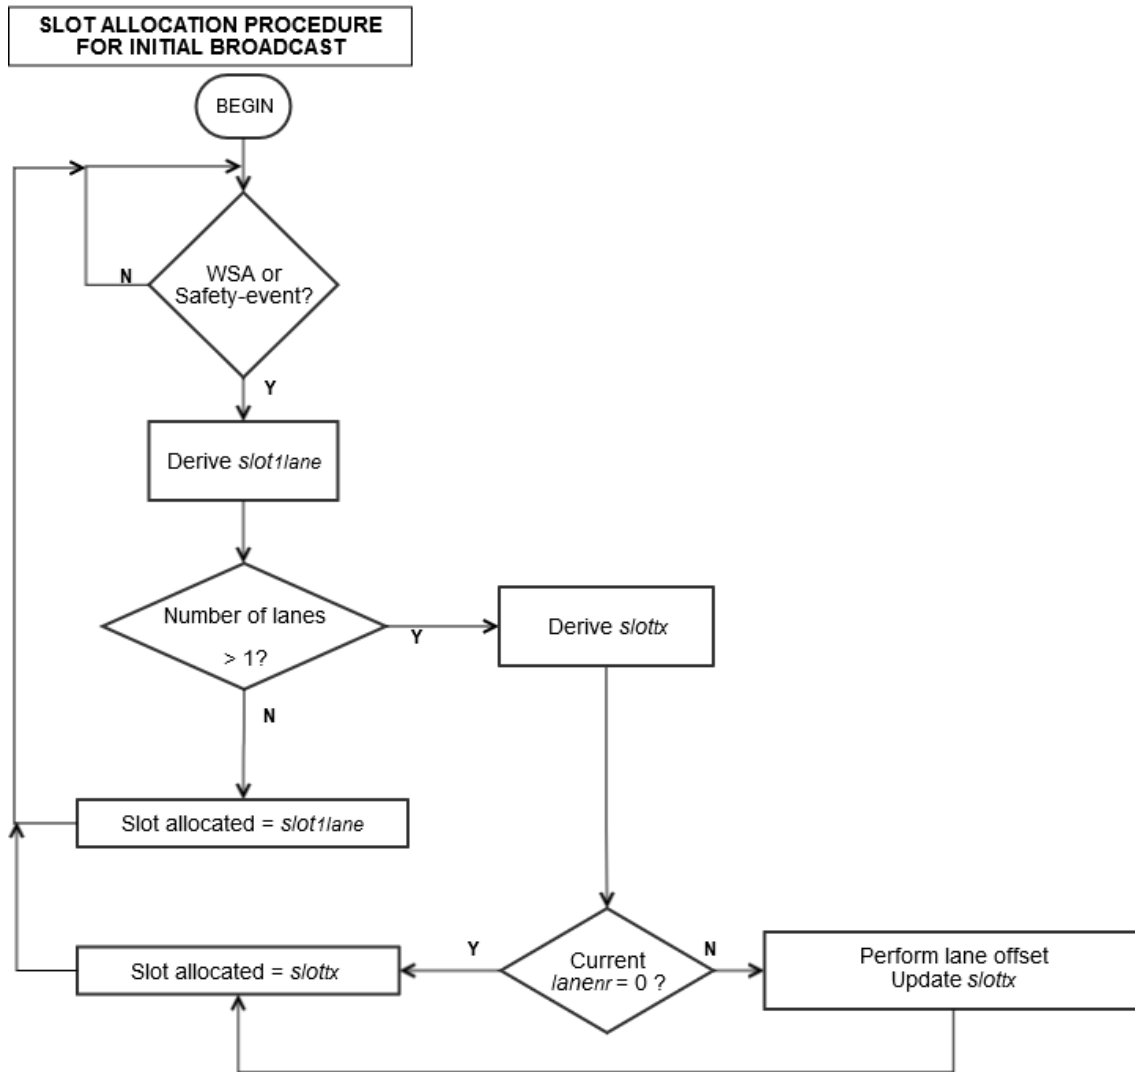 SLOT ALLOCATION PROCEDURE
FOR INITIAL BROADCAST
BEGIN
N
WSA or
Safety-event?
Y
Derive slot1lane
Number of lanes
> 1?
Y
Derive slottx
N
Slot allocated = slot1lane
Y
N
Slot allocated = slottx
Current
lanenr = 0 ?
Perform lane offset
Update slottx